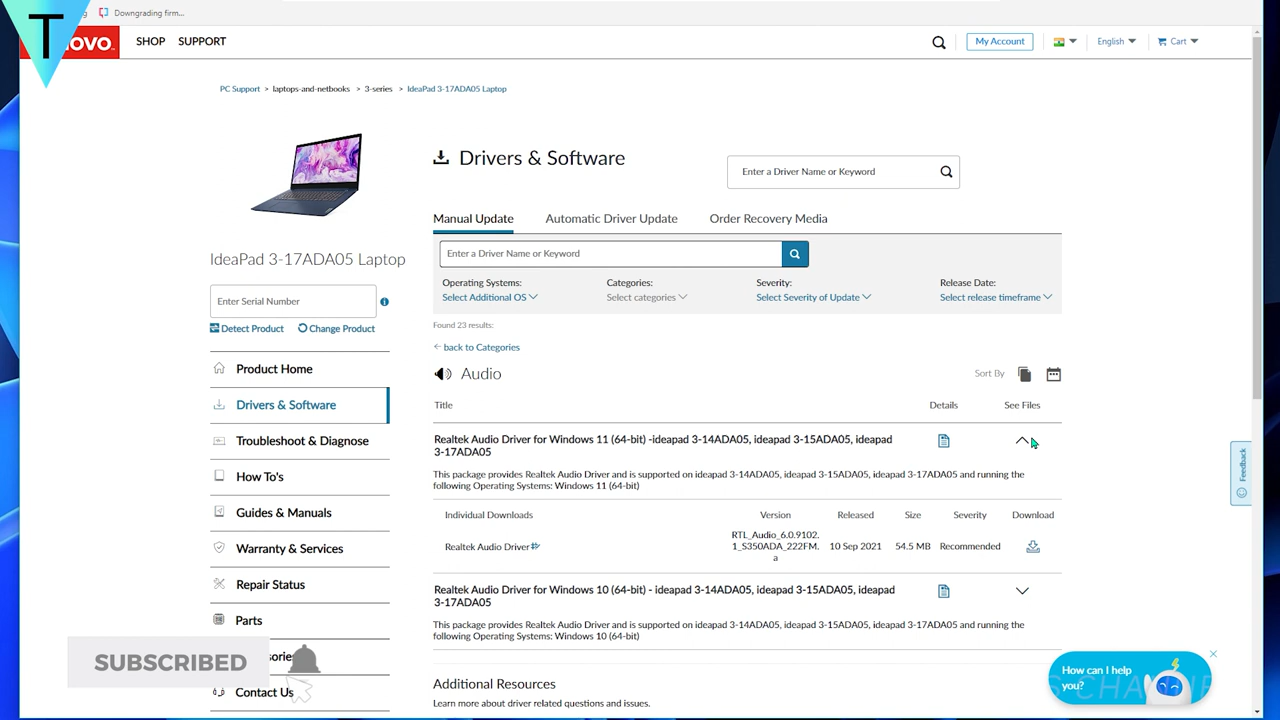 T
Downgrading firm...
SHOP
SUPPORT
My Account
English
Cart
PC Support > laptops-and-netbooks > 3-series > IdeaPad 3-17ADA05 Laptop
Drivers & Software
Enter a Driver Name or Keyword
Manual Update
Automatic Driver Update
Order Recovery Media
Enter a Driver Name or Keyword
IdeaPad 3-17ADA05 Laptop
Operating Systems:
Categories:
Severity:
Release Date:
Select Additional OS
Select categories
Select Severity of Update
Select release timeframe
Enter Serial Number
Detect Product
Change Product
Found 23 results:
back to Categories
Product Home
Drivers & Software
Troubleshoot & Diagnose
How To's
Guides & Manuals
Warranty & Services
Repair Status
Parts
Contact Us
Audio
Sort By
Title
Details
See Files
Realtek Audio Driver for Windows 11 (64-bit) -ideapad 3-14ADA05, ideapad 3-15ADA05, ideapad
3-17ADA05
This package provides Realtek Audio Driver and is supported on ideapad 3-14ADA05, ideapad 3-15ADA05, ideapad 3-17ADA05 and running the
following Operating Systems: Windows 11 (64-bit)
Individual Downloads
Version
Released
Size
Severity
Download
Realtek Audio Driver
RTL_Audio_6.0.9102.
1_S350ADA_222FM.
a
10 Sep 2021
54.5 MB
Recommended
Realtek Audio Driver for Windows 10 (64-bit) - ideapad 3-14ADA05, ideapad 3-15ADA05, ideapad
3-17ADA05
This package provides Realtek Audio Driver and is supported on ideapad 3-14ADA05, ideapad 3-15ADA05, ideapad 3-17ADA05 and running the
following Operating Systems: Windows 10 (64-bit)
Additional Resources
Learn more about driver related questions and issues.
Feedback
How can I help
you?
SUBSCRIBED